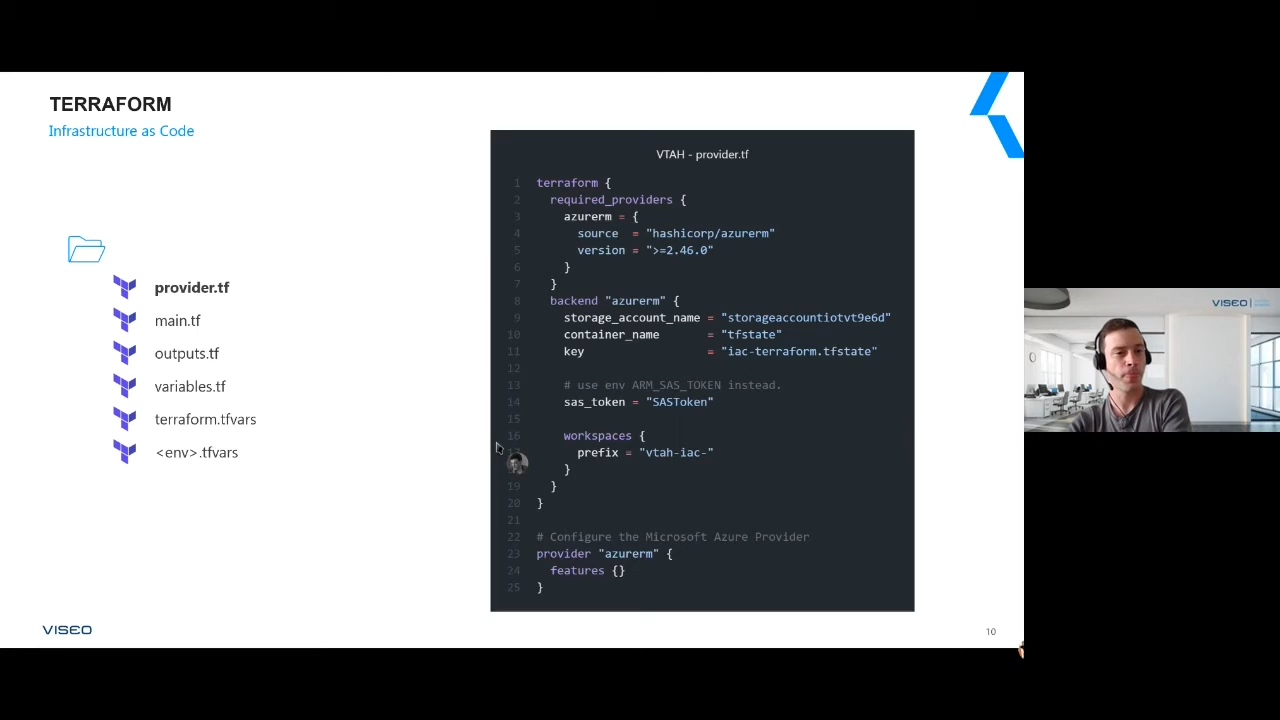 TERRAFORM
Infrastructure as Code
provider.tf
main.tf
outputs.tf
variables.tf
terraform.tfvars
<env>.tfvars
VTAH - provider.tf
1 terraform {
2 required_providers {
3 azurerm = {
4 source = "hashicorp/azurerm"
5 version = ">=2.46.0"
6 }
7 }
8 backend "azurerm" {
9 storage_account_name = "storageaccountiotvt9e6d"
10 container_name = "tfstate"
11 key = "iac-terraform.tfstate"
12
13 # use env ARM_SAS_TOKEN instead.
14 sas_token = "SASToken"
15
16 workspaces {
prefix = "vtah-iac-"
}
19 }
20 }
21
22 # Configure the Microsoft Azure Provider
23 provider "azurerm" {
24 features {}
25 }
VISEO
10
VISEO